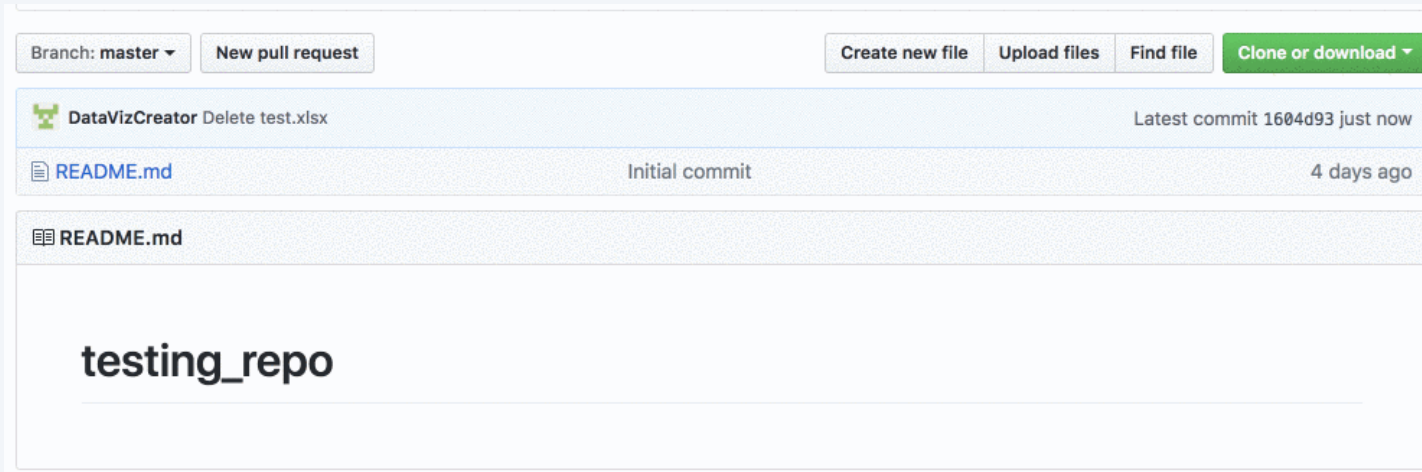 Branch: master New pull request Create new file Upload files Find file Clone or download
DataVizCreator Delete test.xlsx Latest commit 1604d93 just now
README.md Initial commit 4 days ago
README.md
testing_repo